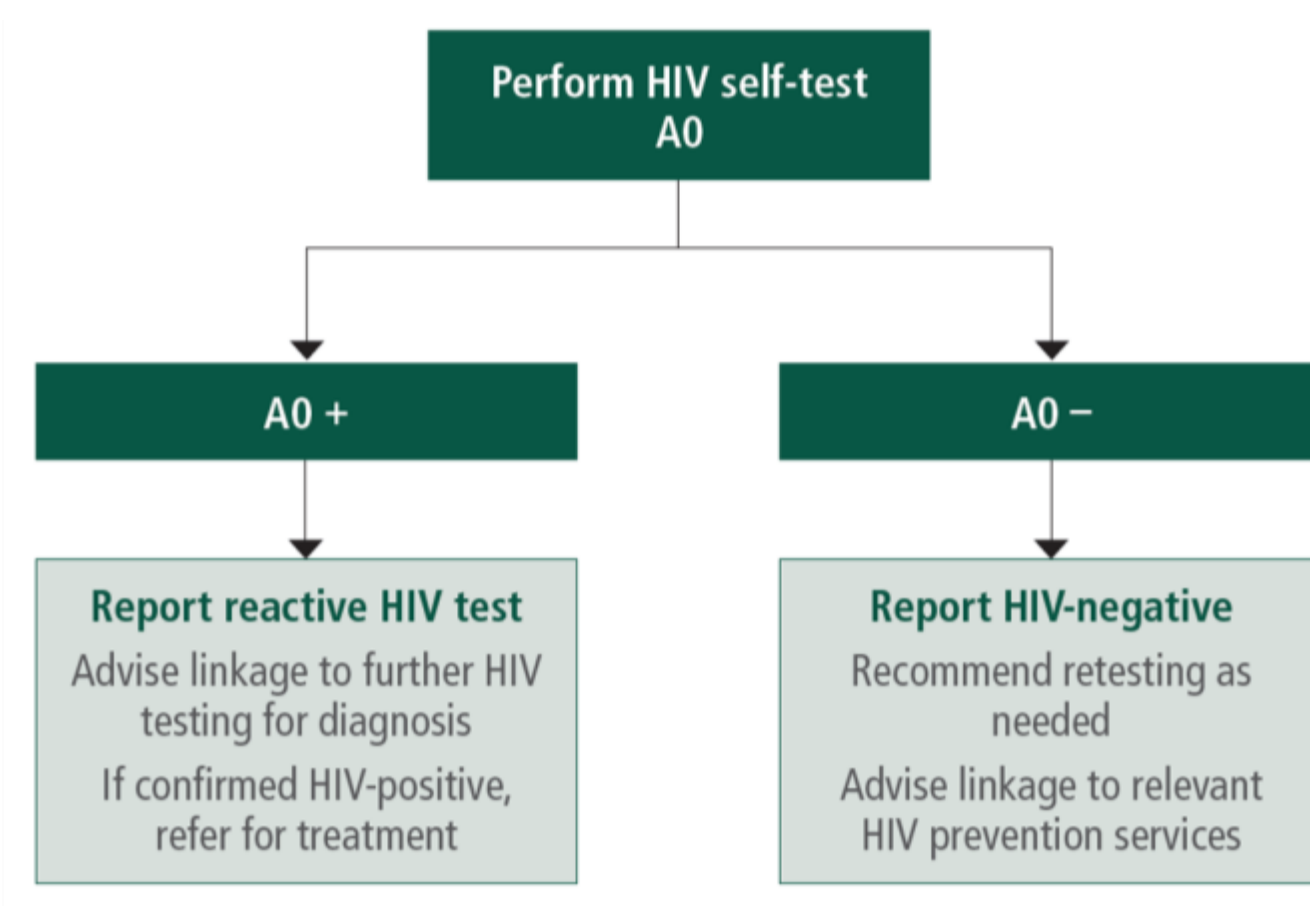 Perform HIV self-test
A0
A0 +
A0 –
Report reactive HIV test
Advise linkage to further HIV
testing for diagnosis
If confirmed HIV-positive,
refer for treatment
Report HIV-negative
Recommend retesting as
needed
Advise linkage to relevant
HIV prevention services